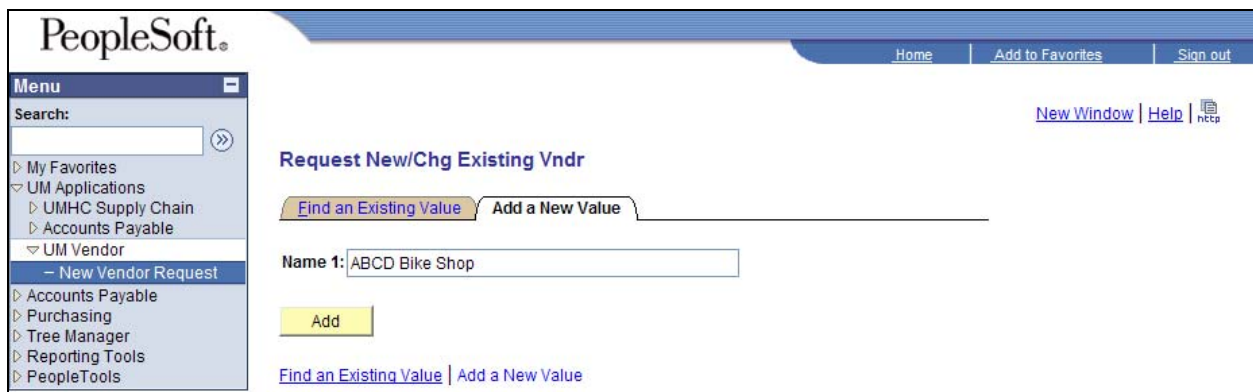 PeopleSoft®
Home | Add to Favorites | Sign out
Menu
Search:
My Favorites
UM Applications
UMHC Supply Chain
Accounts Payable
UM Vendor
– New Vendor Request
Accounts Payable
Purchasing
Tree Manager
Reporting Tools
PeopleTools
New Window | Help | http
Request New/Chg Existing Vndr
Find an Existing Value Add a New Value
Name 1: ABCD Bike Shop
Add
Find an Existing Value | Add a New Value